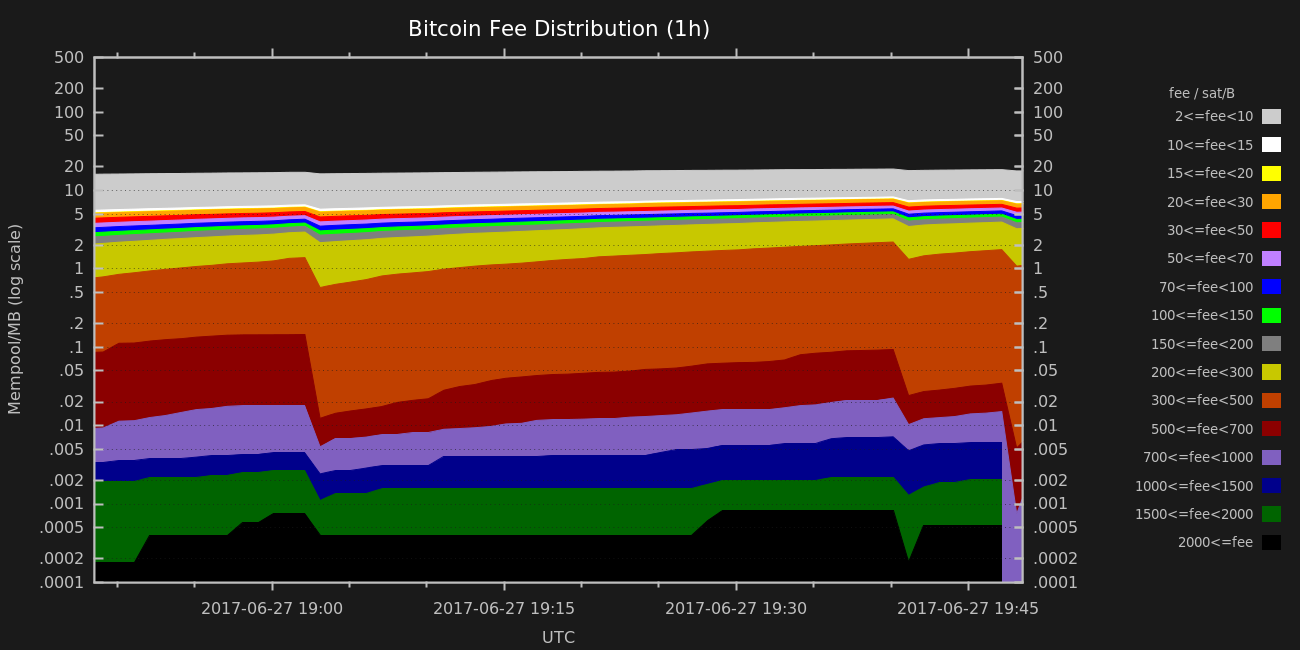 Bitcoin Fee Distribution (1h)
Mempool/MB (log scale)
500
200
100
50
20
10
5
2
1
.5
.2
.1
.05
.02
.01
.005
.002
.001
.0005
.0002
.0001
500
200
100
50
20
10
5
2
1
.5
.2
.1
.05
.02
.01
.005
.002
.001
.0005
.0002
.0001
2017-06-27 19:00
2017-06-27 19:15
2017-06-27 19:30
2017-06-27 19:45
UTC
fee / sat/B
2<=fee<10
10<=fee<15
15<=fee<20
20<=fee<30
30<=fee<50
50<=fee<70
70<=fee<100
100<=fee<150
150<=fee<200
200<=fee<300
300<=fee<500
500<=fee<700
700<=fee<1000
1000<=fee<1500
1500<=fee<2000
2000<=fee